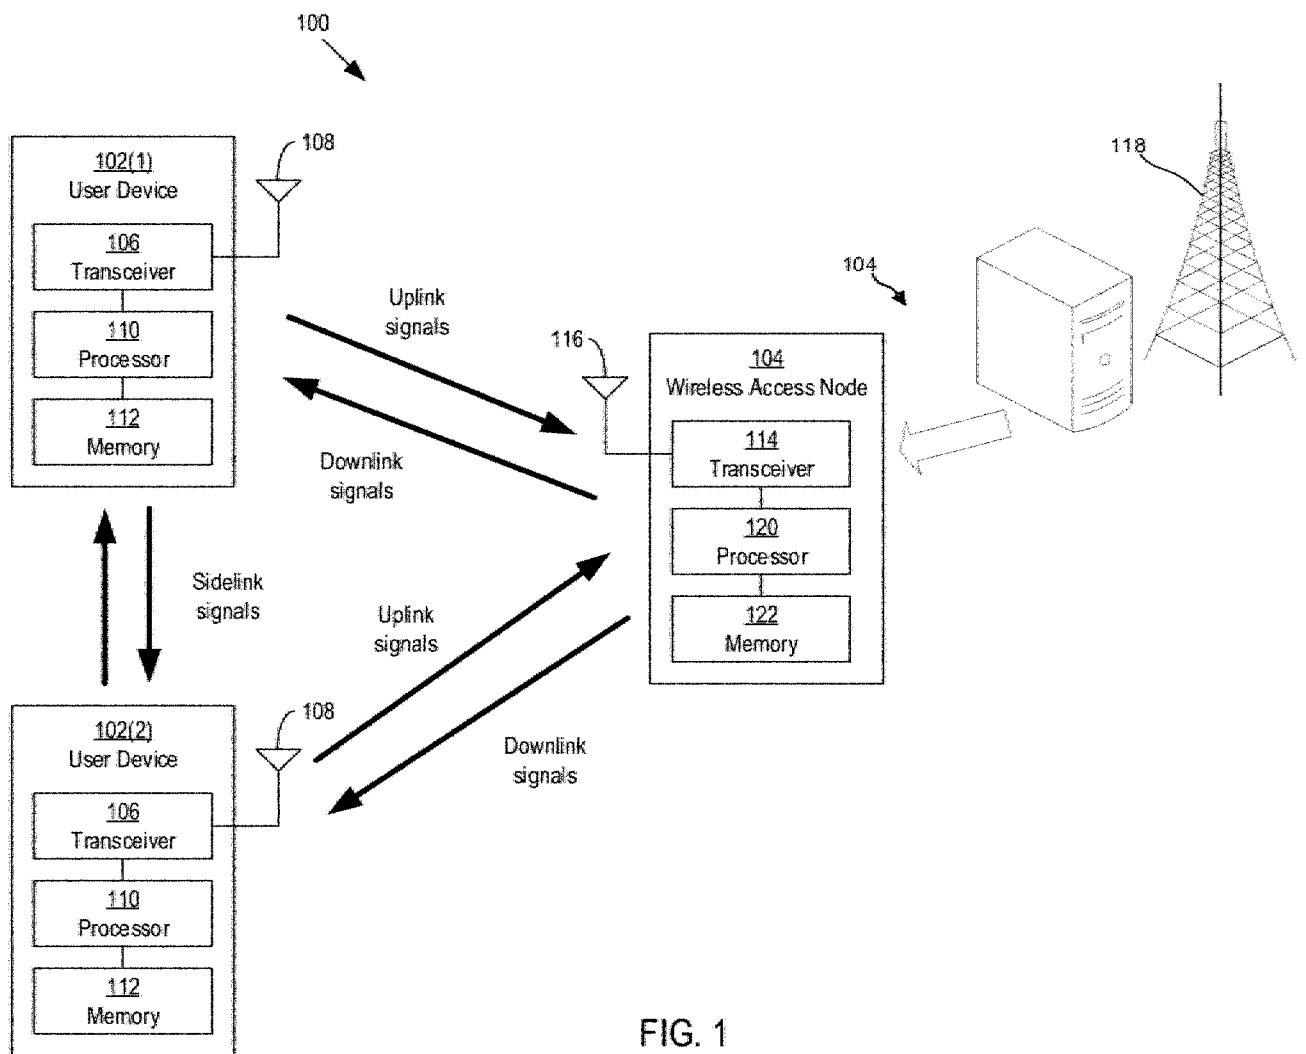 100
102(1)
User Device
106
Transceiver
110
Processor
112
Memory
108
Uplink
signals
Downlink
signals
116
104
Wireless Access Node
114
Transceiver
120
Processor
122
Memory
104
118
Sidelink
signals
Uplink
signals
Downlink
signals
102(2)
User Device
106
Transceiver
110
Processor
112
Memory
108
FIG. 1